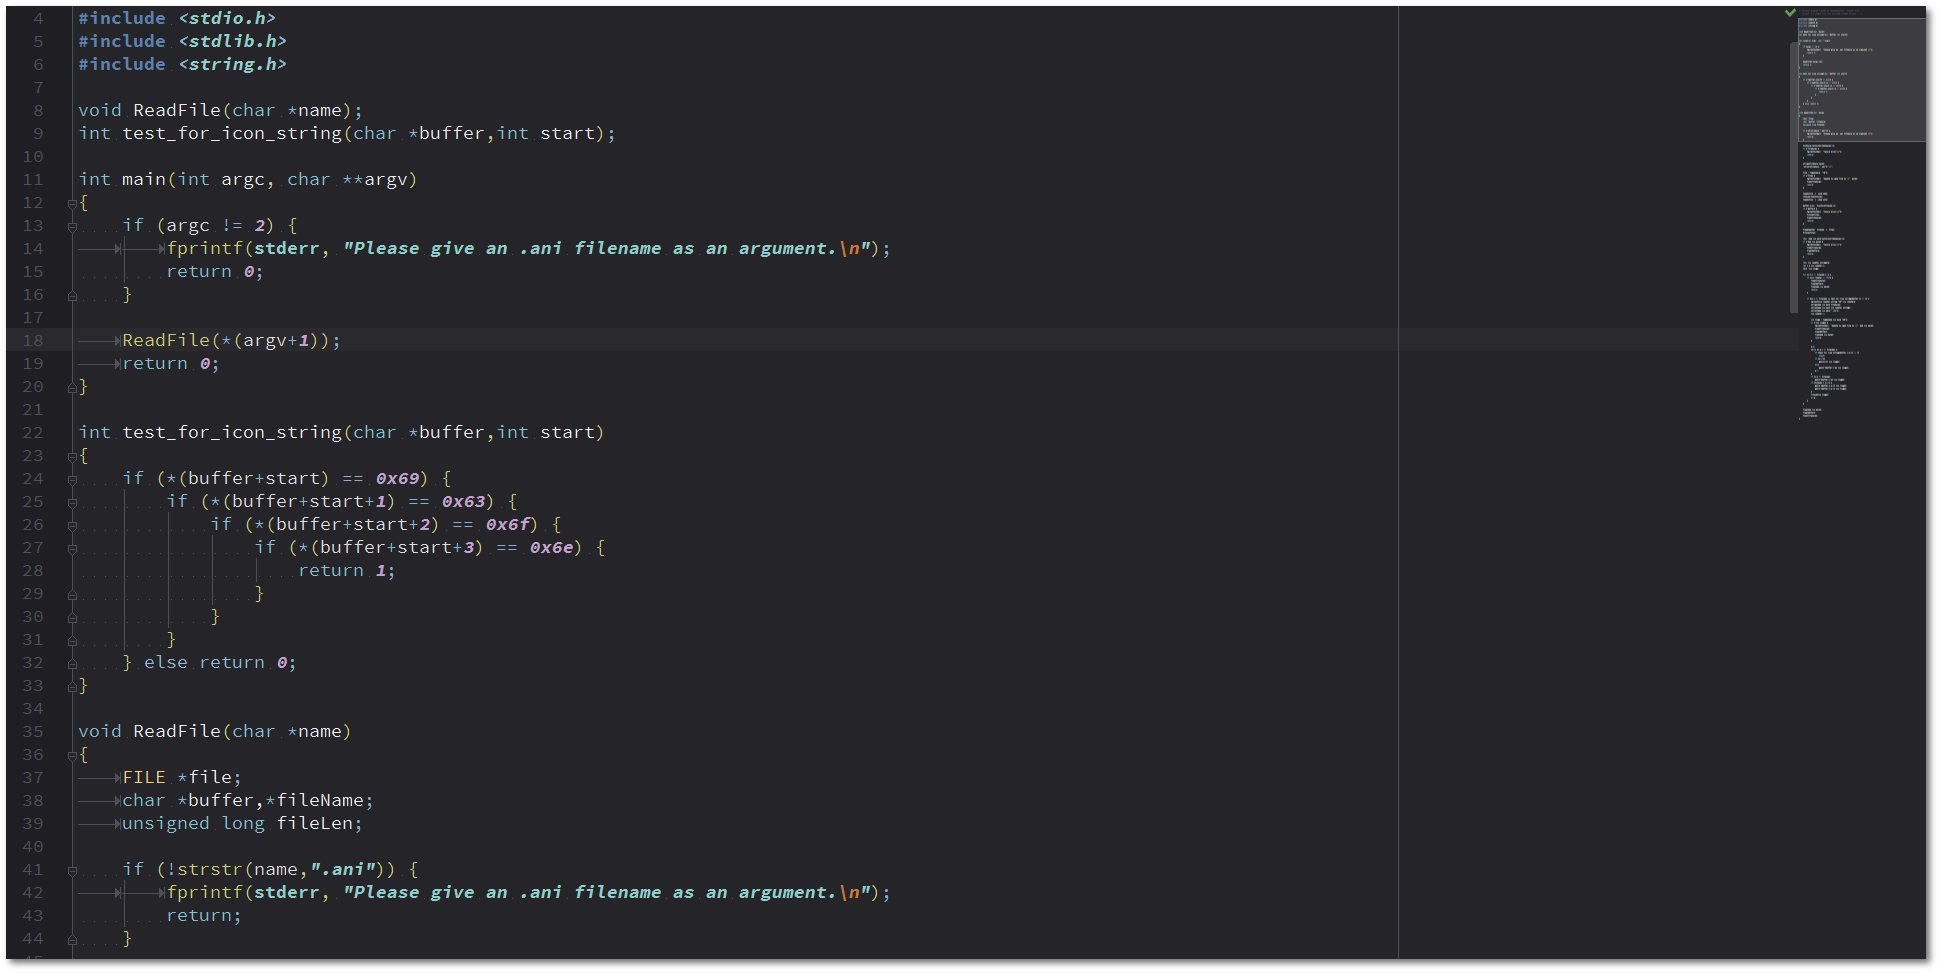 4 #include <stdio.h>
5 #include <stdlib.h>
6 #include <string.h>
7
8 void ReadFile(char *name);
9 int test_for_icon_string(char *buffer,int start);
10
11 int main(int argc, char **argv)
12 {
13 if (argc != 2) {
14 fprintf(stderr, "Please give an .ani filename as an argument.\n");
15 return 0;
16 }
17
18 ReadFile(*(argv+1));
19 return 0;
20 }
21
22 int test_for_icon_string(char *buffer,int start)
23 {
24 if (*(buffer+start) == 0x69) {
25 if (*(buffer+start+1) == 0x63) {
26 if (*(buffer+start+2) == 0x6f) {
27 if (*(buffer+start+3) == 0x6e) {
28 return 1;
29 }
30 }
31 }
32 } else return 0;
33 }
34
35 void ReadFile(char *name)
36 {
37 FILE *file;
38 char *buffer,*fileName;
39 unsigned long fileLen;
40
41 if (!strstr(name,".ani")) {
42 fprintf(stderr, "Please give an .ani filename as an argument.\n");
43 return;
44 }